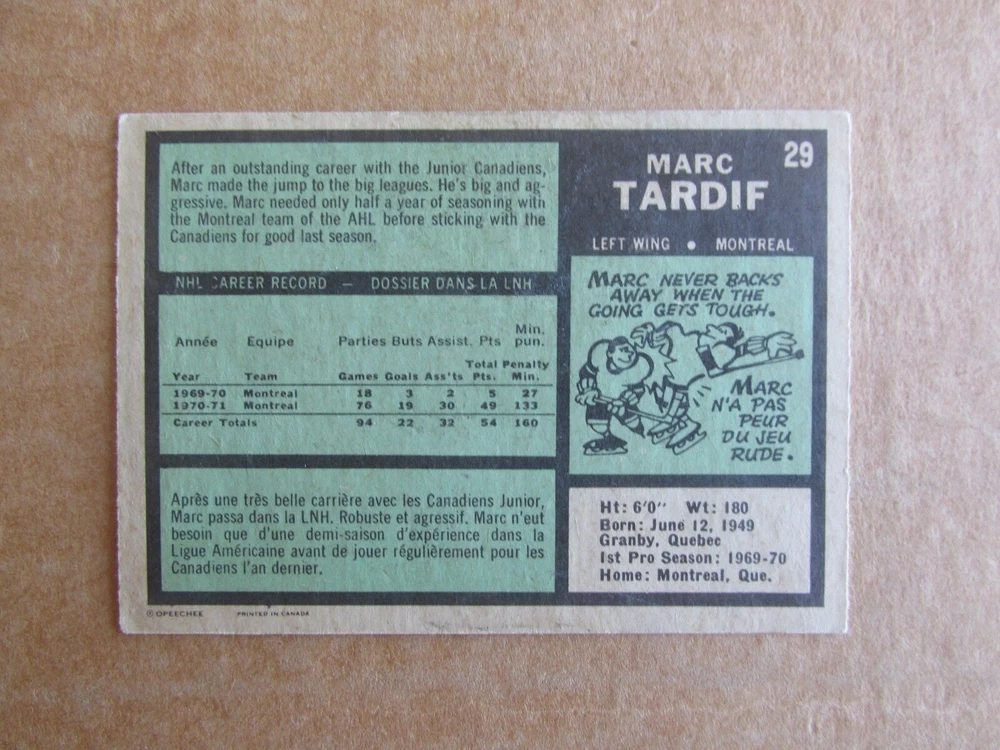 After an outstanding career with the Junior Canadiens,
Marc made the jump to the big leagues. He's big and ag-
gressive. Marc needed only half a year of seasoning with
the Montreal team of the AHL before sticking with the
Canadiens for good last season.
29
MARC
TARDIF
LEFT WING • MONTREAL
NHL CAREER RECORD — DOSSIER DANS LA LNH
Année Equipe Parties Buts Assist. Pts Min. pun.
Year Team Games Goals Ass'ts Total Pts. Penalty Min.
1969-70 Montreal 18 3 2 5 27
1970-71 Montreal 76 19 30 49 133
Career Totals 94 22 32 54 160
MARC NEVER BACKS
AWAY WHEN THE
GOING GETS TOUGH.
MARC
N'A PAS
PEUR
DU JEU
RUDE.
Après une très belle carrière avec les Canadiens Junior,
Marc passa dans la LNH. Robuste et agressif. Marc n'eut
besoin que d'une demi-saison d'expérience dans la
Ligue Américaine avant de jouer régulièrement pour les
Canadiens l'an dernier.
Ht: 6'0" Wt: 180
Born: June 12, 1949
Granby, Quebec
1st Pro Season: 1969-70
Home: Montreal, Que.
© OPEECHEE PRINTED IN CANADA